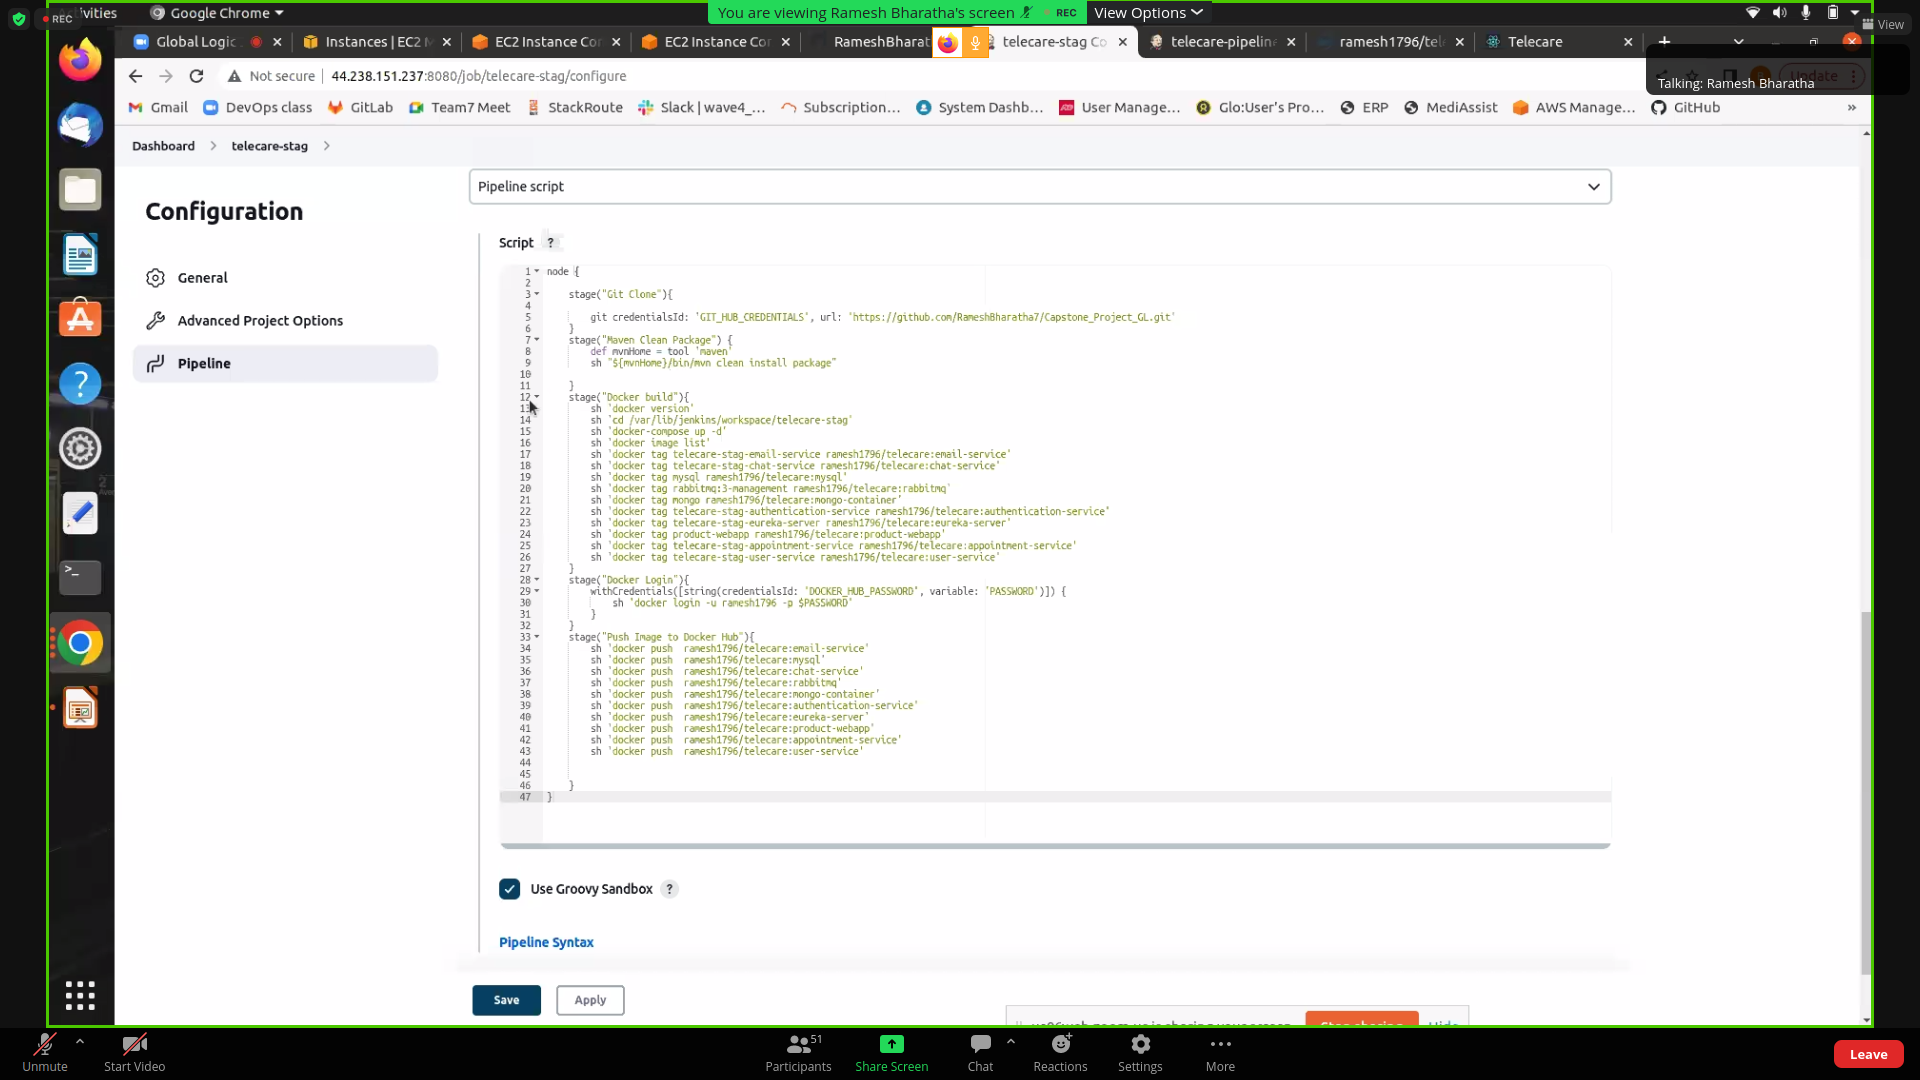 REC
Activities
Google Chrome
You are viewing Ramesh Bharatha's screen
REC
View Options
View
Global Logic
Instances | EC2 M
EC2 Instance Con
EC2 Instance Con
RameshBharat
telecare-stag Co
telecare-pipeline
ramesh1796/tel
Telecare
Not secure
44.238.151.237:8080/job/telecare-stag/configure
Update
Talking: Ramesh Bharatha
Gmail
DevOps class
GitLab
Team7 Meet
StackRoute
Slack | wave4_...
Subscription...
System Dashb...
User Manage...
Glo:User's Pro...
ERP
MediAssist
AWS Manage...
GitHub
»
Dashboard
telecare-stag
Configuration
General
Advanced Project Options
Pipeline
Pipeline script
Script ?
1 node {
2
3 stage("Git Clone"){
4
5 git credentialsId: 'GIT_HUB_CREDENTIALS', url: 'https://github.com/RameshBharatha7/Capstone_Project_GL.git'
6 }
7 stage("Maven Clean Package") {
8 def mvnHome = tool 'maven'
9 sh "${mvnHome}/bin/mvn clean install package"
10
11 }
12 stage("Docker build"){
13 sh 'docker version'
14 sh 'cd /var/lib/jenkins/workspace/telecare-stag'
15 sh 'docker-compose up -d'
16 sh 'docker image list'
17 sh 'docker tag telecare-stag-email-service ramesh1796/telecare:email-service'
18 sh 'docker tag telecare-stag-chat-service ramesh1796/telecare:chat-service'
19 sh 'docker tag mysql ramesh1796/telecare:mysql'
20 sh 'docker tag rabbitmq:3-management ramesh1796/telecare:rabbitmq'
21 sh 'docker tag mongo ramesh1796/telecare:mongo-container'
22 sh 'docker tag telecare-stag-authentication-service ramesh1796/telecare:authentication-service'
23 sh 'docker tag telecare-stag-eureka-server ramesh1796/telecare:eureka-server'
24 sh 'docker tag product-webapp ramesh1796/telecare:product-webapp'
25 sh 'docker tag telecare-stag-appointment-service ramesh1796/telecare:appointment-service'
26 sh 'docker tag telecare-stag-user-service ramesh1796/telecare:user-service'
27 }
28 stage("Docker Login"){
29 withCredentials([string(credentialsId: 'DOCKER_HUB_PASSWORD', variable: 'PASSWORD')]) {
30 sh 'docker login -u ramesh1796 -p $PASSWORD'
31 }
32 }
33 stage("Push Image to Docker Hub"){
34 sh 'docker push  ramesh1796/telecare:email-service'
35 sh 'docker push  ramesh1796/telecare:mysql'
36 sh 'docker push  ramesh1796/telecare:chat-service'
37 sh 'docker push  ramesh1796/telecare:rabbitmq'
38 sh 'docker push  ramesh1796/telecare:mongo-container'
39 sh 'docker push  ramesh1796/telecare:authentication-service'
40 sh 'docker push  ramesh1796/telecare:eureka-server'
41 sh 'docker push  ramesh1796/telecare:product-webapp'
42 sh 'docker push  ramesh1796/telecare:appointment-service'
43 sh 'docker push  ramesh1796/telecare:user-service'
44
45
46 }
47 }
Use Groovy Sandbox ?
Pipeline Syntax
Save
Apply
Stop sharing
Hide
Unmute
Start Video
51
Participants
Share Screen
Chat
Reactions
Settings
More
Leave